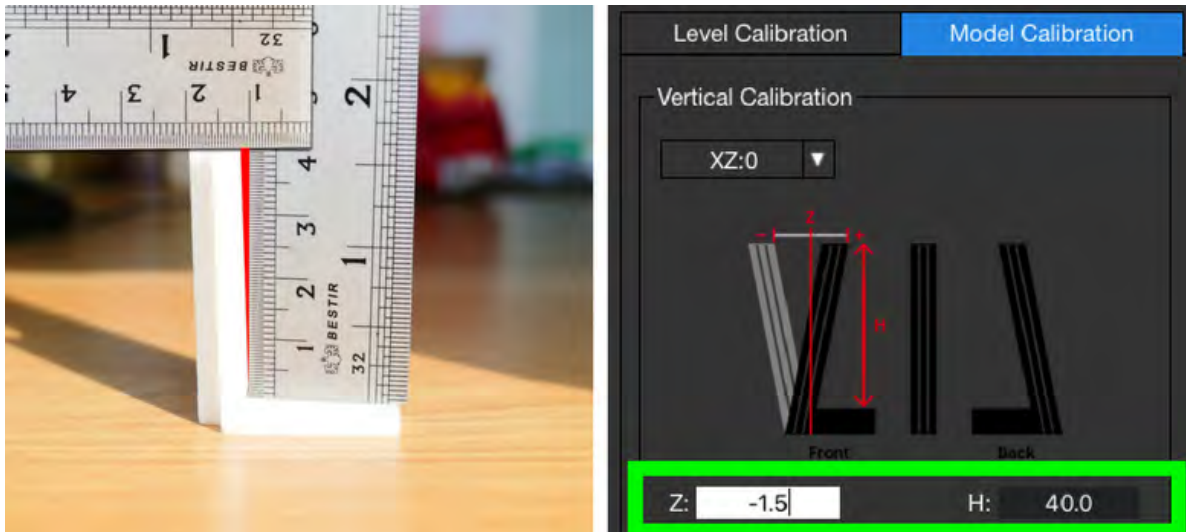 32
1
BESTIR
4 3 2 1
2
4
3
1
2
BESTIR
1
32
Level Calibration Model Calibration
Vertical Calibration
XZ:0 ▼
Z
- +
H
Front Back
Z: -1.5 H: 40.0